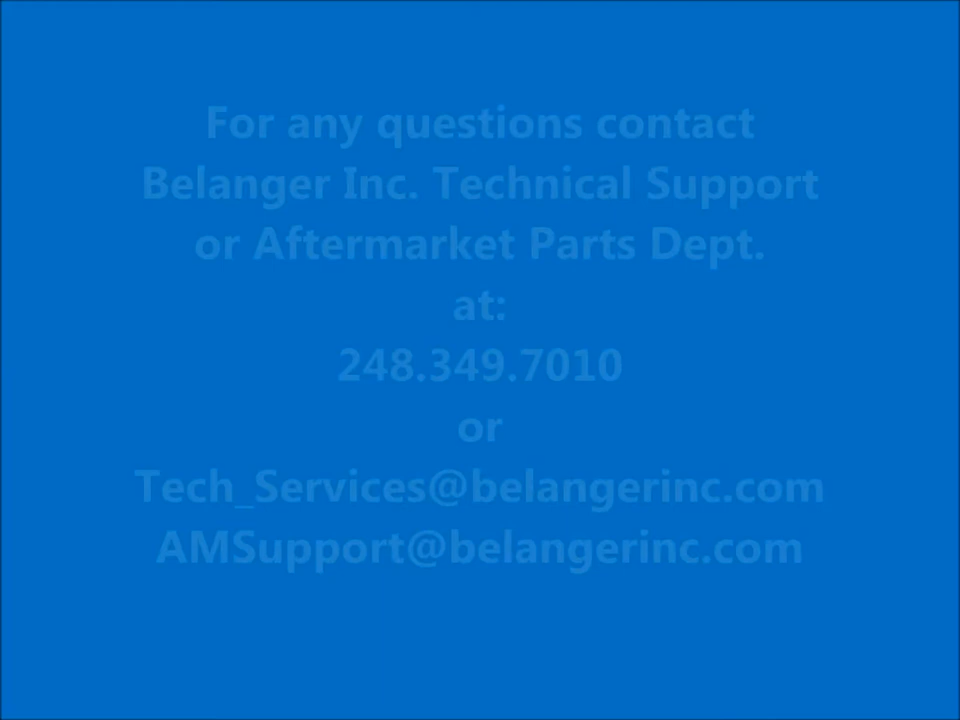 For any questions contact
Belanger Inc. Technical Support
or Aftermarket Parts Dept.
at:
248.349.7010
or
Tech_Services@belangerinc.com
AMSupport@belangerinc.com